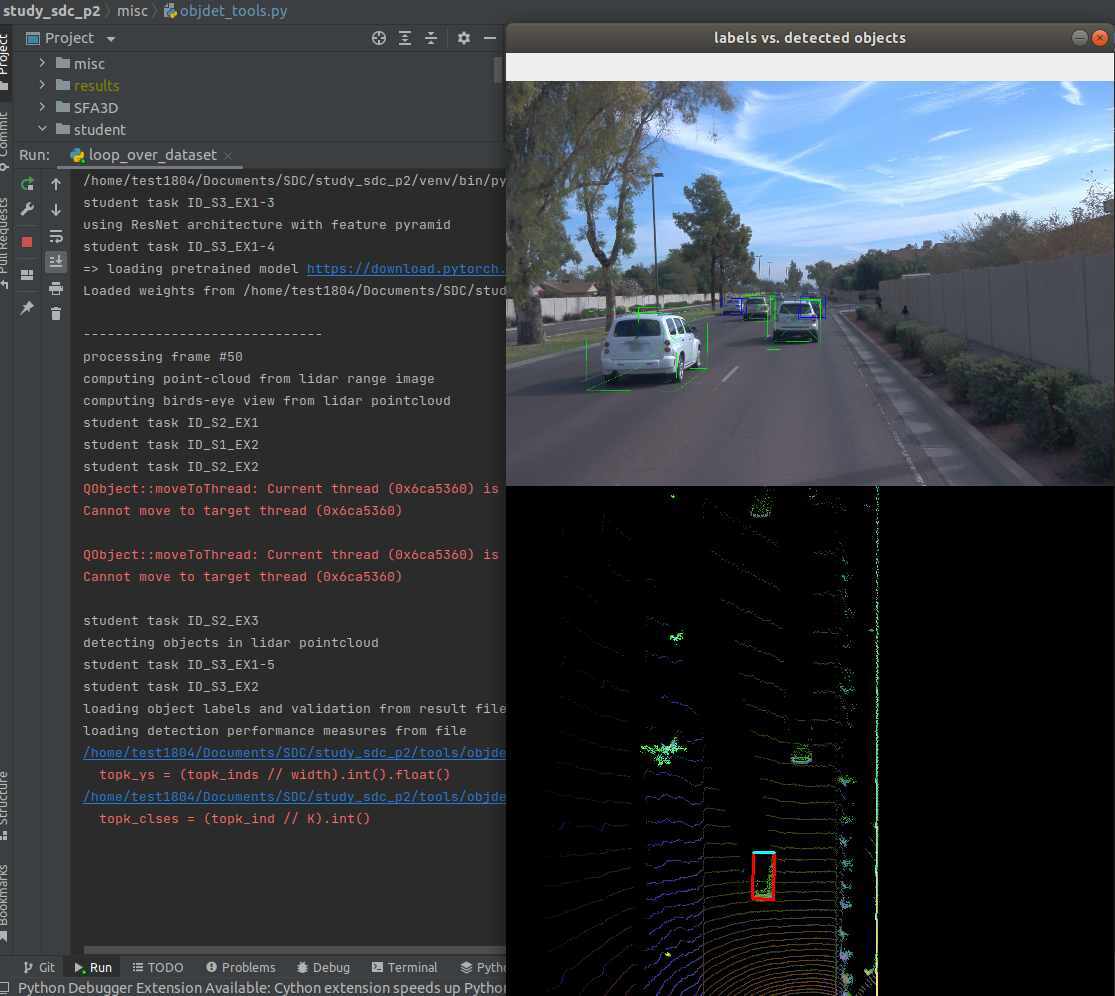 study_sdc_p2 misc objdet_tools.py
Project
labels vs. detected objects
Project
misc
results
SFA3D
student
Commit
Run: loop_over_dataset
Pull Requests
/home/test1804/Documents/SDC/study_sdc_p2/venv/bin/py
student task ID_S3_EX1-3
using ResNet architecture with feature pyramid
student task ID_S3_EX1-4
=> loading pretrained model https://download.pytorch.
Loaded weights from /home/test1804/Documents/SDC/stud
------------------------------
processing frame #50
computing point-cloud from lidar range image
computing birds-eye view from lidar pointcloud
student task ID_S2_EX1
student task ID_S1_EX2
student task ID_S2_EX2
QObject::moveToThread: Current thread (0x6ca5360) is
Cannot move to target thread (0x6ca5360)
QObject::moveToThread: Current thread (0x6ca5360) is
Cannot move to target thread (0x6ca5360)
student task ID_S2_EX3
detecting objects in lidar pointcloud
student task ID_S3_EX1-5
student task ID_S3_EX2
loading object labels and validation from result file
loading detection performance measures from file
/home/test1804/Documents/SDC/study_sdc_p2/tools/objde
topk_ys = (topk_inds // width).int().float()
/home/test1804/Documents/SDC/study_sdc_p2/tools/objde
topk_clses = (topk_ind // K).int()
Structure
Bookmarks
Git Run TODO Problems Debug Terminal Pytho
Python Debugger Extension Available: Cython extension speeds up Python